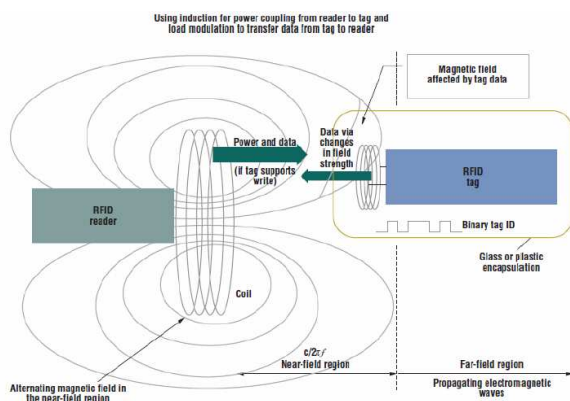 Using induction for power coupling from reader to tag and
load modulation to transfer data from tag to reader
Magnetic field
affected by tag data
Power and data
(if tag supports
write)
Data via
changes
in field
strength
RFID
reader
RFID
tag
Binary tag ID
Glass or plastic
encapsulation
Coil
c/2πf
Near-field region
Far-field region
Propagating electromagnetic
waves
Alternating magnetic field in
the near-field region